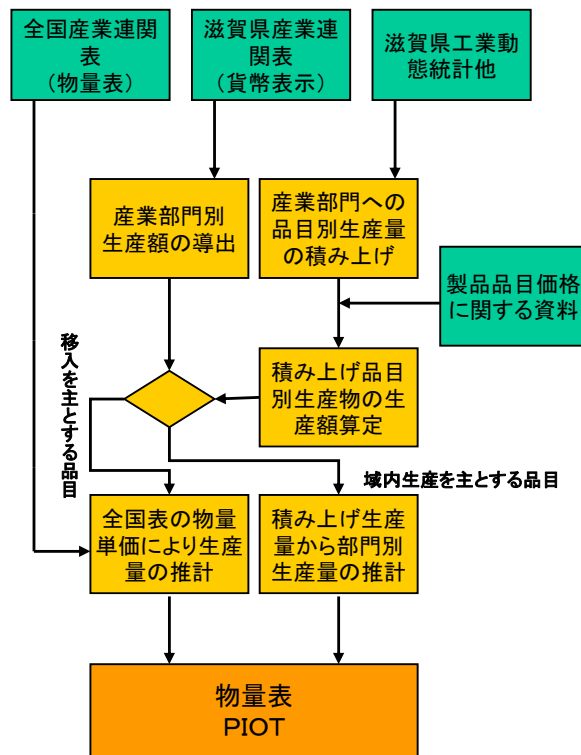 全国産業連関
表
(物量表)
滋賀県産業連
関表
(貨幣表示)
滋賀県工業動
態統計他
産業部門別
生産額の導出
産業部門への
品目別生産量
の積み上げ
製品品目価格
に関する資料
移入を主とする品目
積み上げ品目
別生産物の生
産額算定
域内生産を主とする品目
全国表の物量
単価により生産
量の推計
積み上げ生産
量から部門別
生産量の推計
物量表
PIOT